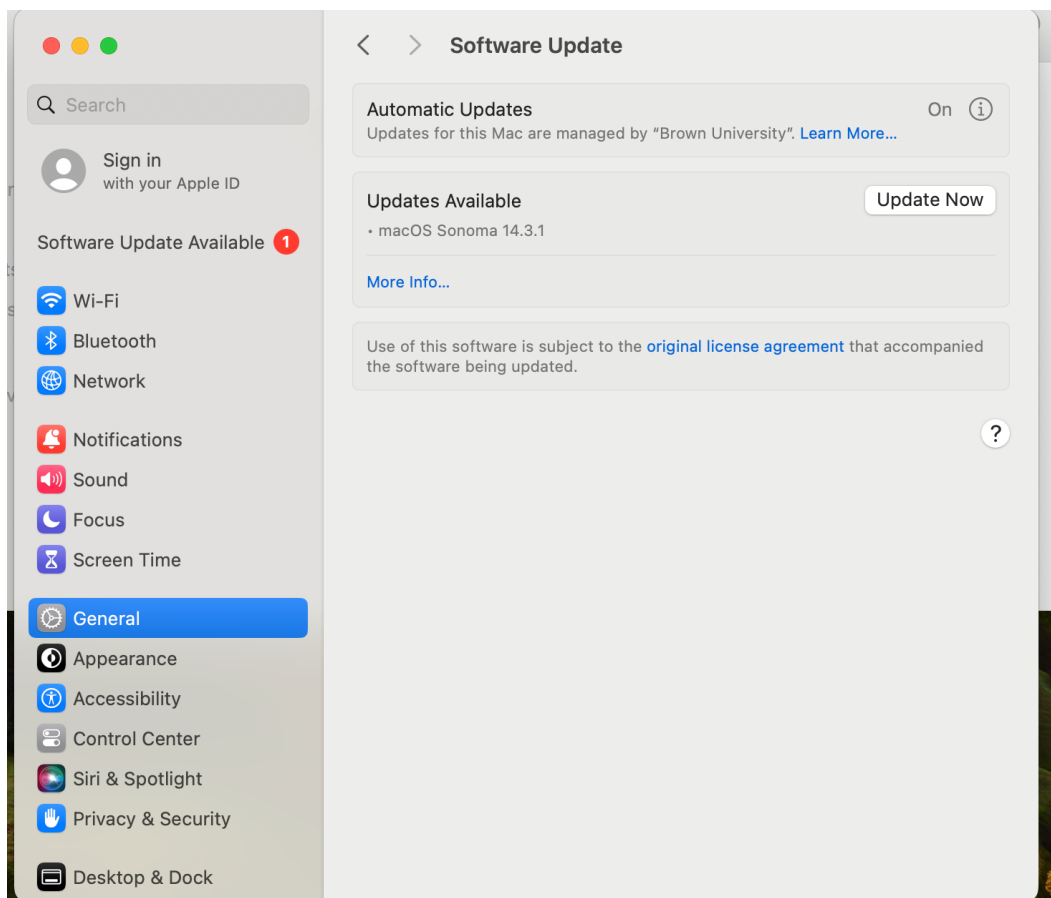 Software Update
Search
Sign in
with your Apple ID
Software Update Available 1
Wi-Fi
Bluetooth
Network
Notifications
Sound
Focus
Screen Time
General
Appearance
Accessibility
Control Center
Siri & Spotlight
Privacy & Security
Desktop & Dock
Automatic Updates On
Updates for this Mac are managed by “Brown University”. Learn More...
Updates Available Update Now
• macOS Sonoma 14.3.1
More Info...
Use of this software is subject to the original license agreement that accompanied
the software being updated.
?